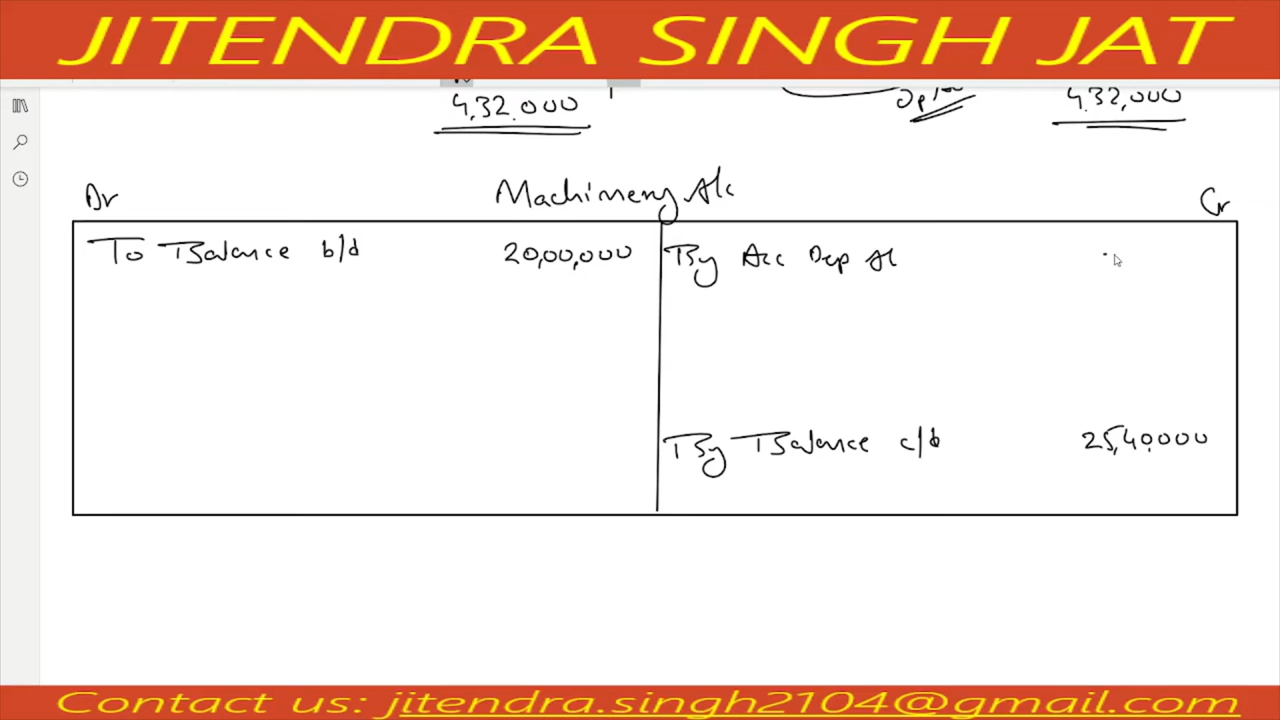 JITENDRA SINGH JAT
4,32,000 4,32,000
Dr Machinery A/c Cr
To Balance b/d 20,00,000 By Acc Dep A/c
By Balance c/d 25,40,000
Contact us: jitendra.singh2104@gmail.com